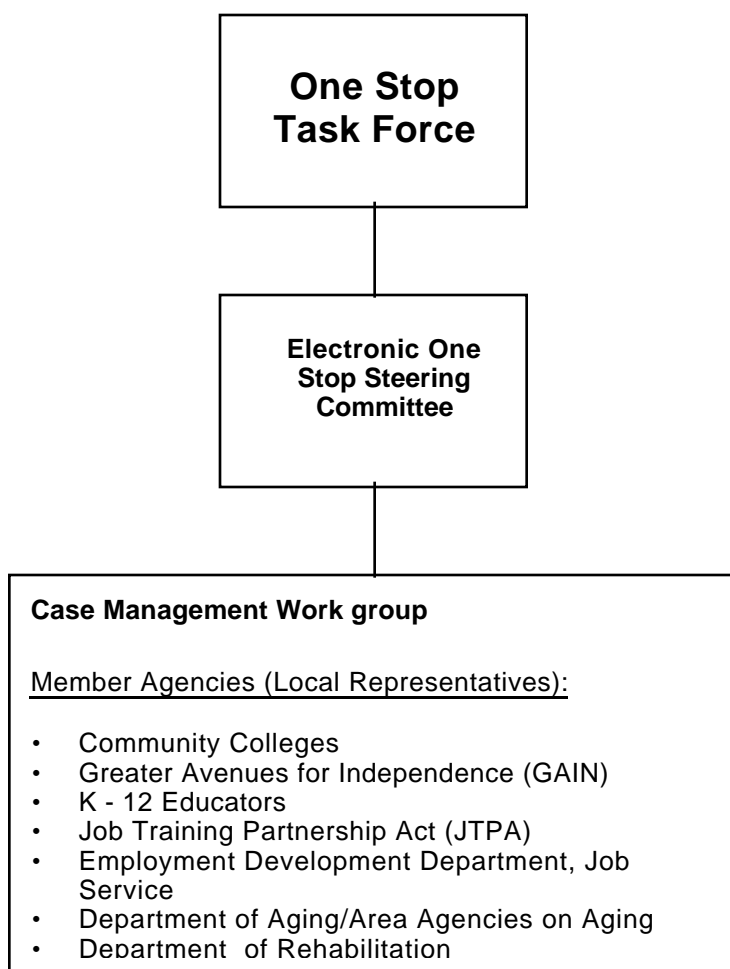 One Stop
Task Force
Electronic One
Stop Steering
Committee
Case Management Work group
Member Agencies (Local Representatives):
• Community Colleges
• Greater Avenues for Independence (GAIN)
• K - 12 Educators
• Job Training Partnership Act (JTPA)
• Employment Development Department, Job
Service
• Department of Aging/Area Agencies on Aging
• Department of Rehabilitation